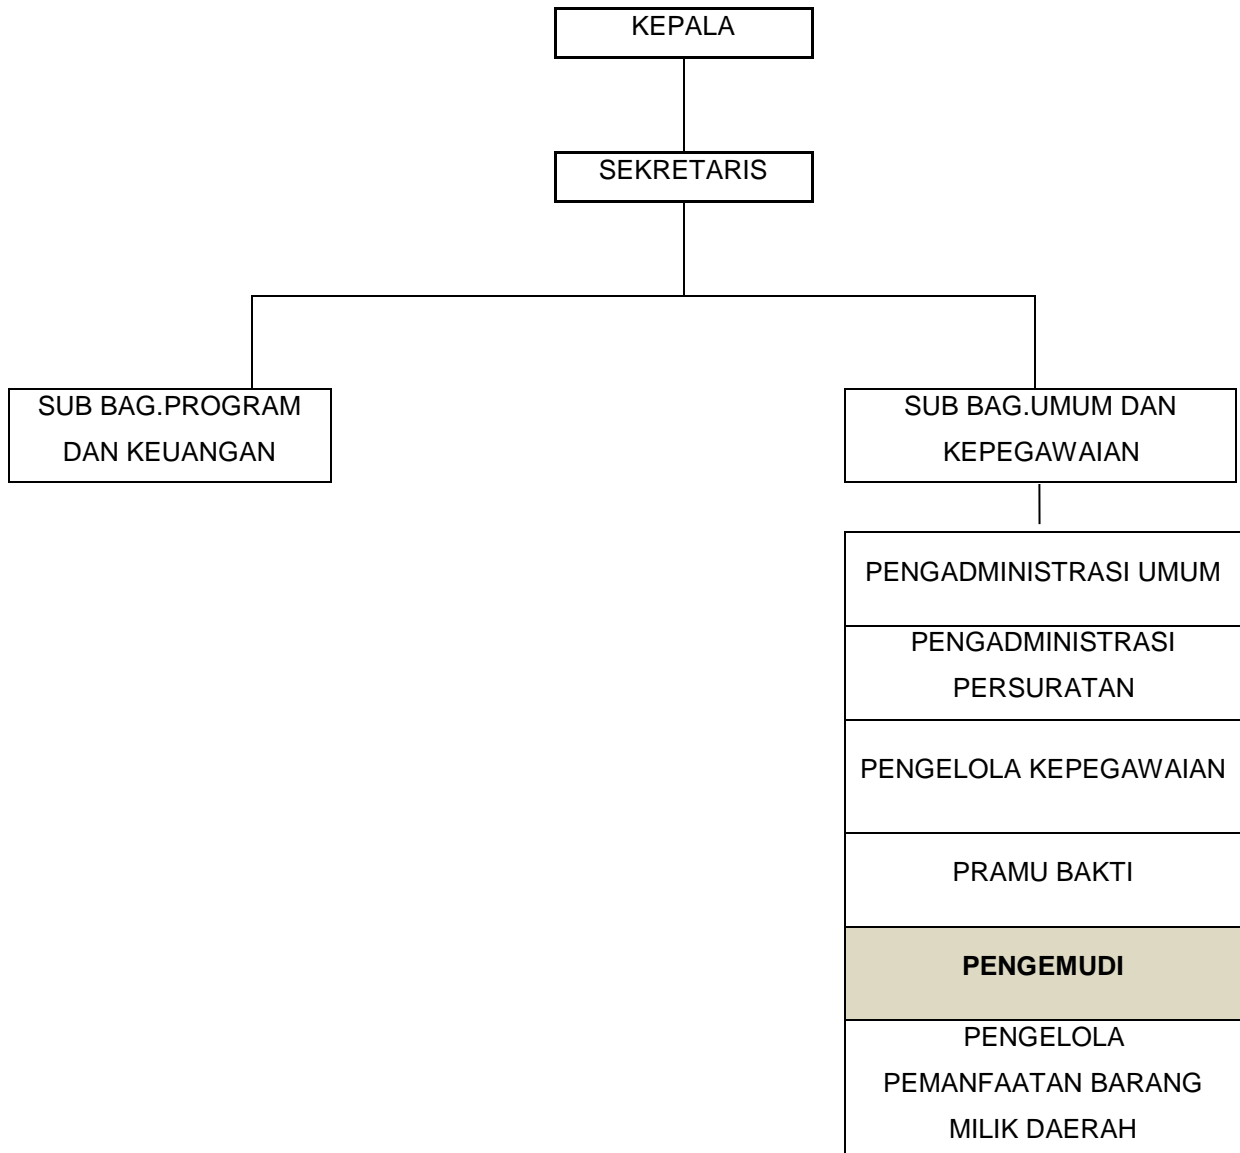 KEPALA
SEKRETARIS
SUB BAG.PROGRAM
DAN KEUANGAN
SUB BAG.UMUM DAN
KEPEGAWAIAN
PENGADMINISTRASI UMUM
PENGADMINISTRASI
PERSURATAN
PENGELOLA KEPEGAWAIAN
PRAMU BAKTI
PENGEMUDI
PENGELOLA
PEMANFAATAN BARANG
MILIK DAERAH